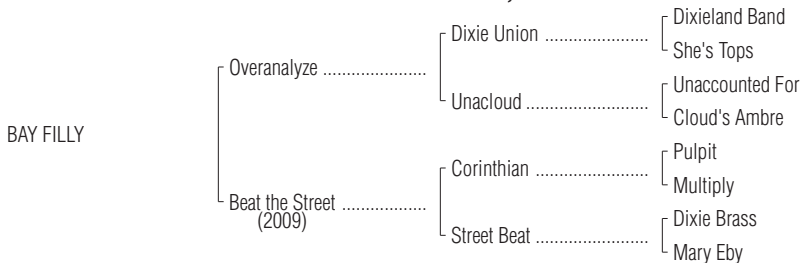 Dixieland Band
Dixie Union ......................
She's Tops
Overanalyze ......................
Unaccounted For
Unacloud .........................
Cloud's Ambre
BAY FILLY
Pulpit
Corinthian ........................
Multiply
Beat the Street ..................
(2009)
Dixie Brass
Street Beat ........................
Mary Eby